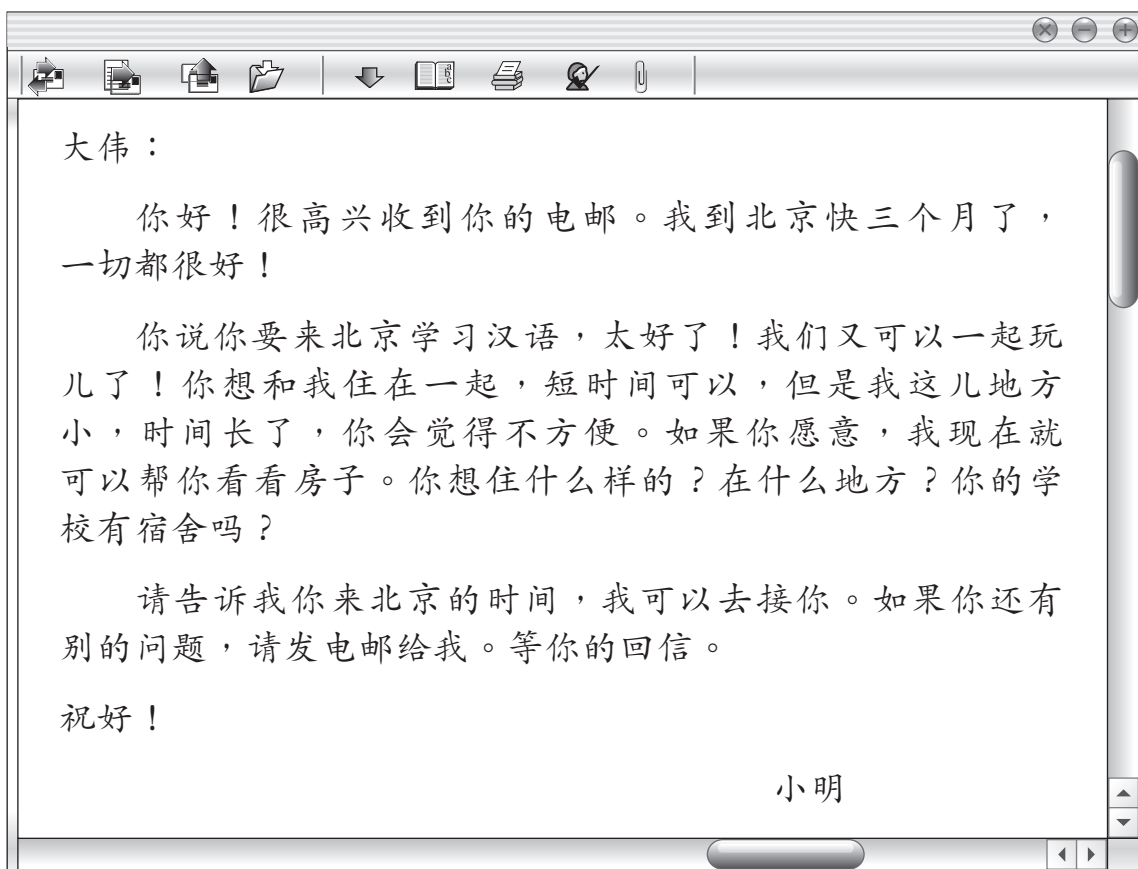 大伟：
你好！很高兴收到你的电邮。我到北京快三个月了，
一切都很好！
你说你要来北京学习汉语，太好了！我们又可以一起玩
儿了！你想和我住在一起，短时间可以，但是我这儿地方
小，时间长了，你会觉得不方便。如果你愿意，我现在就
可以帮你看看房子。你想住什么样的？在什么地方？你的学
校有宿舍吗？
请告诉我你来北京的时间，我可以去接你。如果你还有
别的问题，请发电邮给我。等你的回信。
祝好！
小明